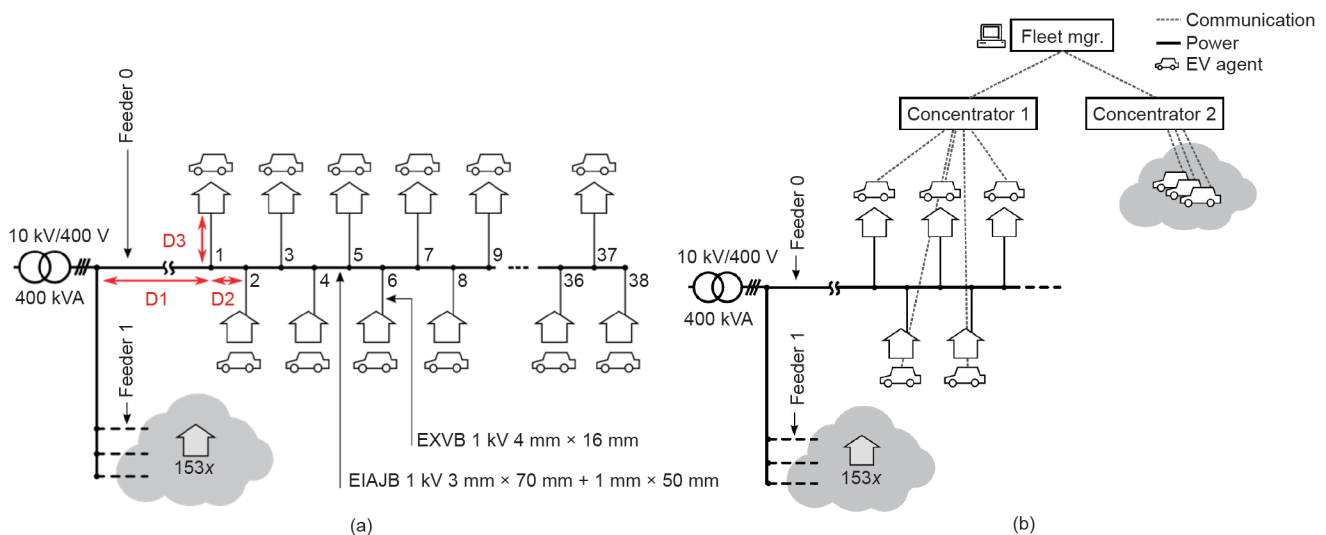 Feeder 0
10 kV/400 V
400 kVA
D3
D1
D2
1
3
5
7
9
37
2
4
6
8
36
38
Feeder 1
153x
EXVB 1 kV 4 mm × 16 mm
EIAJB 1 kV 3 mm × 70 mm + 1 mm × 50 mm
(a)
Fleet mgr.
Communication
Power
EV agent
Concentrator 1
Concentrator 2
Feeder 0
10 kV/400 V
400 kVA
Feeder 1
153x
(b)